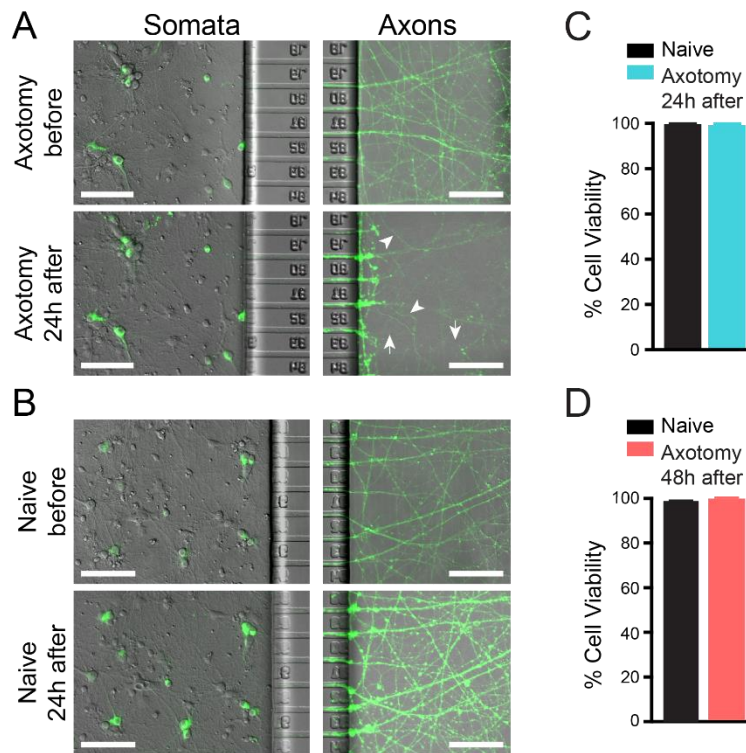 A
Somata
Axons
Axotomy
before
Axotomy
24h after
B
Naive
before
Naive
24h after
C
Naive
Axotomy
24h after
100
80
60
40
20
0
% Cell Viability
D
Naive
Axotomy
48h after
100
80
60
40
20
0
% Cell Viability